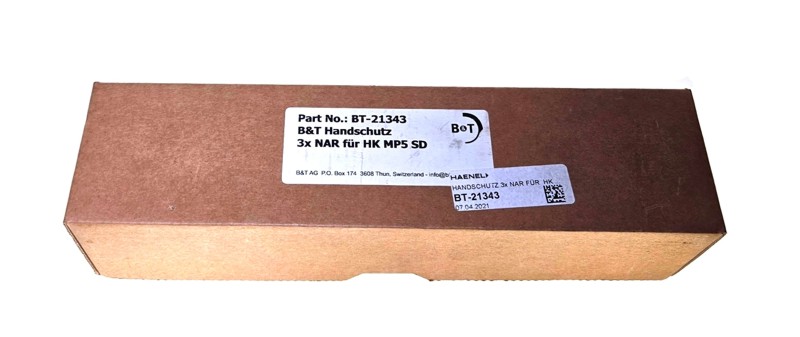 Part No.: BT-21343
B&T Handschutz
3x NAR für HK MP5 SD
B&T
B&T AG P.O. Box 174 3608 Thun, Switzerland - info@b
HAENEL
HANDSCHUTZ 3x NAR FÜR HK
BT-21343
07.04.2021